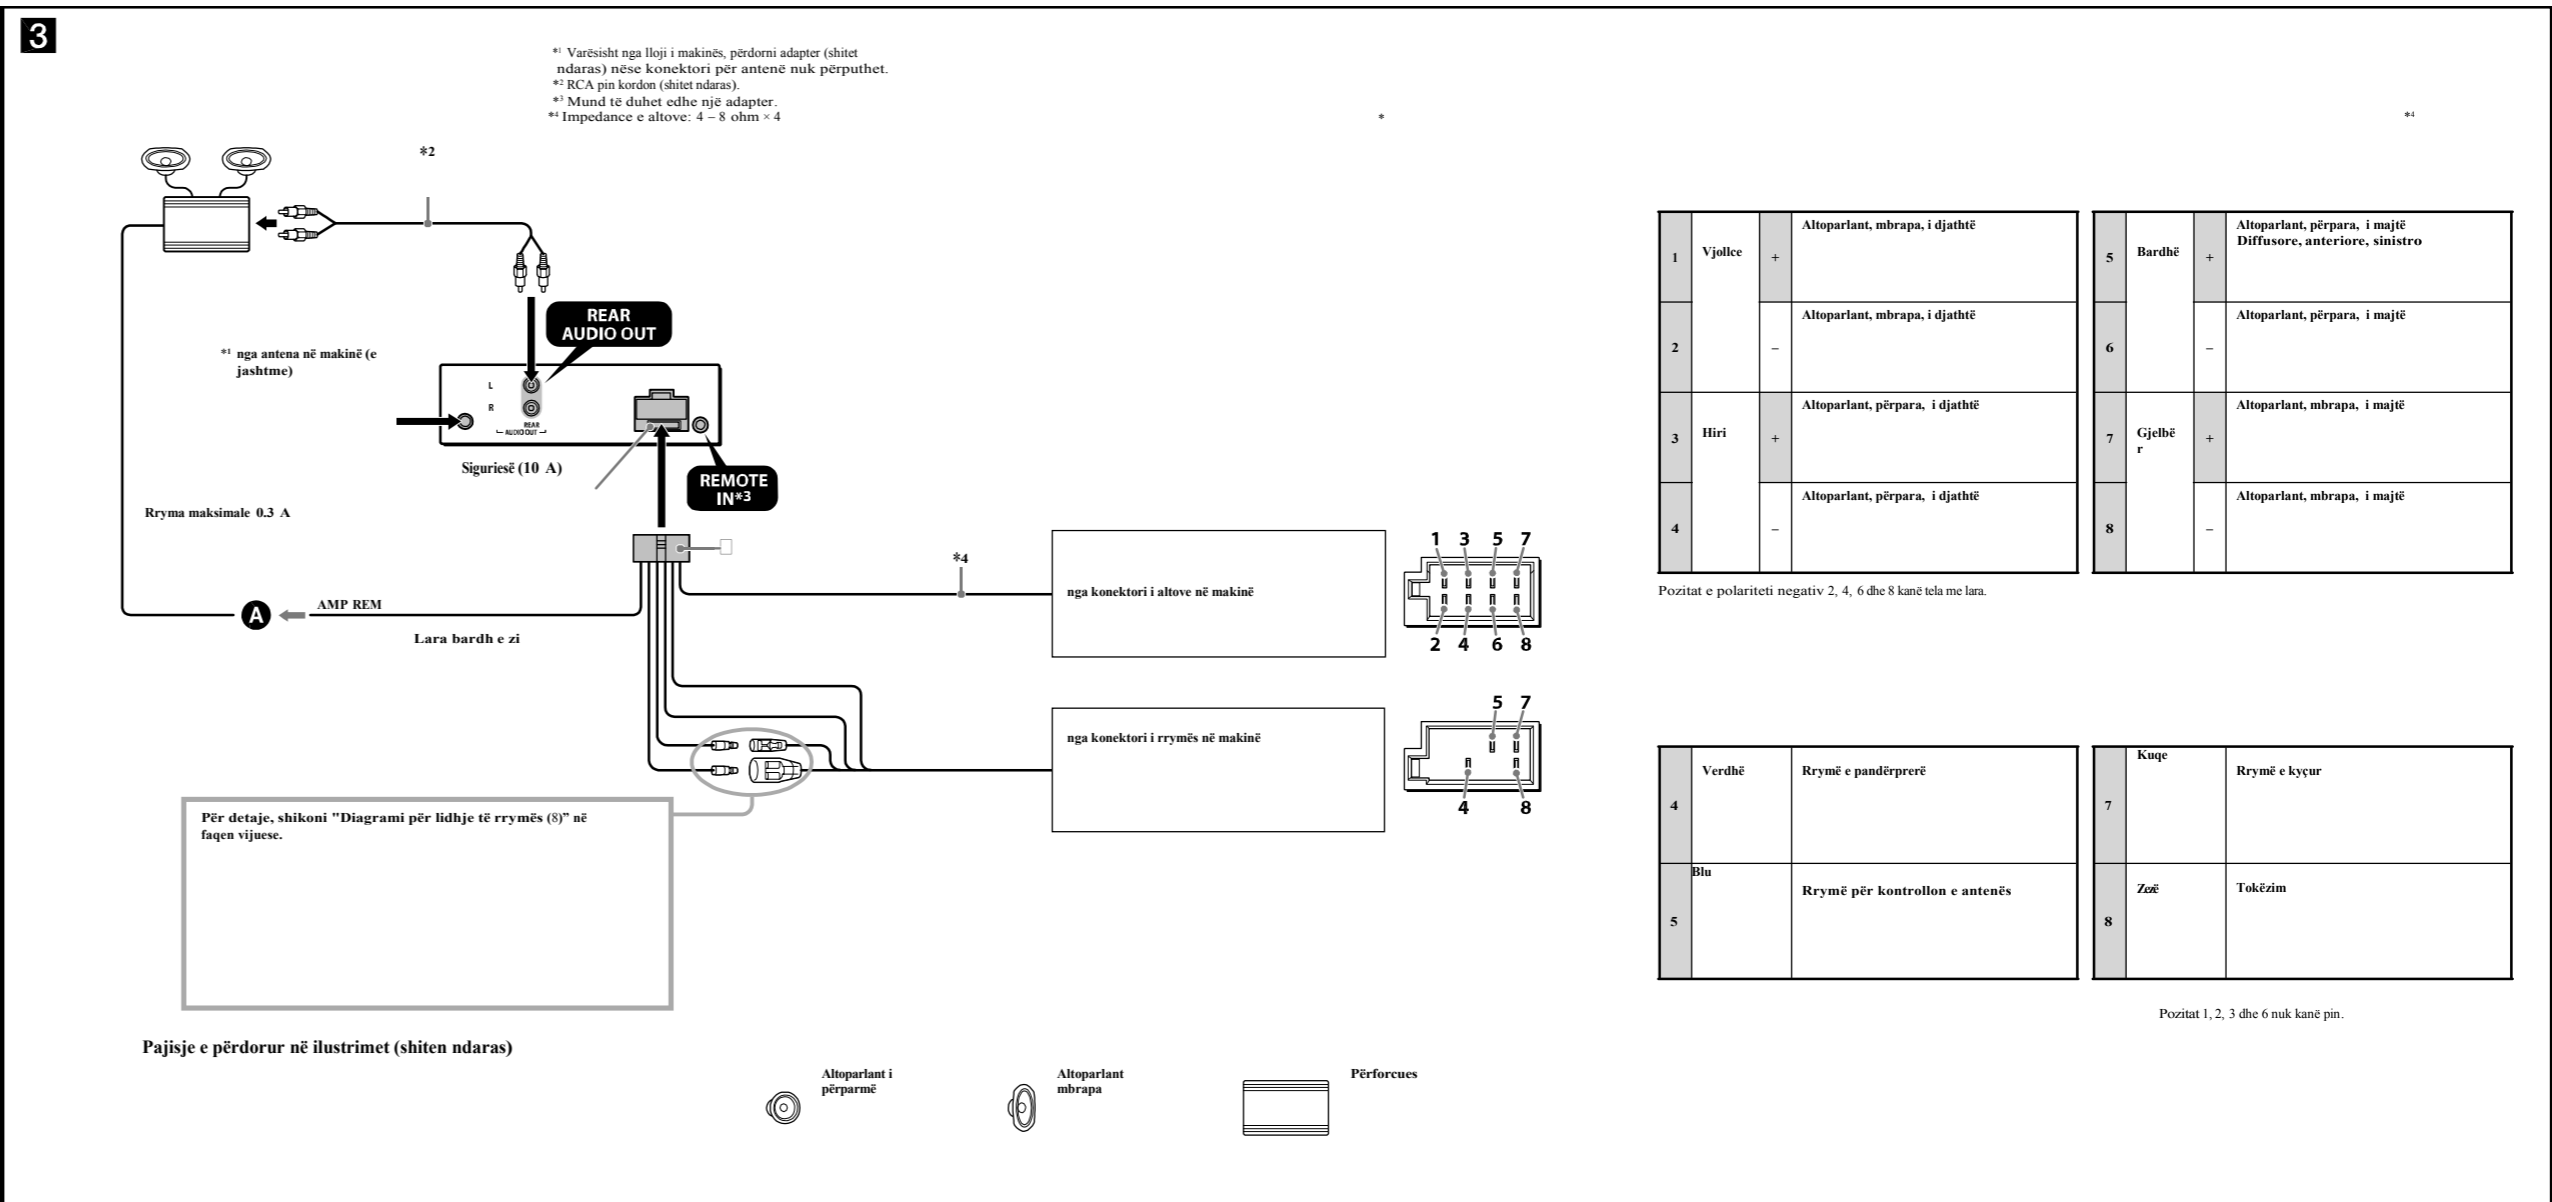 3
*1 Varësisht nga lloji i makinës, përdorni adapter (shitet
ndaras) nëse konektori për antenë nuk përputhet.
*2 RCA pin kordon (shitet ndaras).
*3 Mund të duhet edhe një adapter.
*4 Impedance e altove: 4 – 8 ohm × 4
*
*4
*2
REAR
AUDIO OUT
*1 nga antena në makinë (e
jashtme)
L
R
REAR
AUDIO OUT
Siguriesë (10 A)
REMOTE
IN*3
Rryma maksimale 0.3 A
*4
A
AMP REM
Lara bardh e zi
nga konektori i altove në makinë
1 3 5 7
2 4 6 8
nga konektori i rrymës në makinë
5 7
4 8
Për detaje, shikoni "Diagrami për lidhje të rrymës (8)” në
faqen vijuese.
1 Vjollce + Altoparlant, mbrapa, i djathtë
2 – Altoparlant, mbrapa, i djathtë
3 Hiri + Altoparlant, përpara, i djathtë
4 – Altoparlant, përpara, i djathtë
5 Bardhë + Altoparlant, përpara, i majtë
Diffusore, anteriore, sinistro
6 – Altoparlant, përpara, i majtë
7 Gjelbë
r + Altoparlant, mbrapa, i majtë
8 – Altoparlant, mbrapa, i majtë
Pozitat e polariteti negativ 2, 4, 6 dhe 8 kanë tela me lara.
4 Verdhë Rrymë e pandërprerë
5 Blu Rrymë për kontrollon e antenës
7 Kuqe Rrymë e kyçur
8 Zezë Tokëzim
Pozitat 1, 2, 3 dhe 6 nuk kanë pin.
Pajisje e përdorur në ilustrimet (shiten ndaras)
Altoparlant i
përparmë
Altoparlant
mbrapa
Përforcues